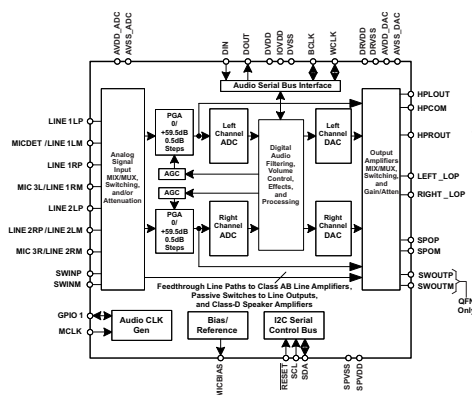 AVDD_ADC
AVSS_ADC
DIN
DOUT
DVDD
IOVDD
DVSS
BCLK
WCLK
DRVDD
DRVSS
AVDD_DAC
AVSS_DAC
Audio Serial Bus Interface
LINE 1LP
MICDET /LINE 1LM
LINE 1RP
MIC 3L/LINE 1RM
LINE 2LP
LINE 2RP /LINE 2LM
MIC 3R/LINE 2RM
SWINP
SWINM
GPIO 1
MCLK
Analog
Signal
Input
MIX/MUX,
Switching,
and/or
Attenuation
PGA
0/
+59.5dB
0.5dB
Steps
AGC
AGC
PGA
0/
+59.5dB
0.5dB
Steps
Left
Channel
ADC
Right
Channel
ADC
Digital
Audio
Filtering,
Volume
Control,
Effects,
and
Processing
Left
Channel
DAC
Right
Channel
DAC
Output
Amplifiers
MIX/MUX,
Switching,
and
Gain/Atten
HPLOUT
HPCOM
HPROUT
LEFT _LOP
RIGHT _LOP
SPOP
SPOM
SWOUTP
SWOUTM
QFN
Only
Feedthrough Line Paths to Class AB Line Amplifiers,
Passive Switches to Line Outputs,
and Class-D Speaker Amplifiers
Audio CLK
Gen
Bias/
Reference
I2C Serial
Control Bus
MICBIAS
RESET
SCL
SDA
SPVSS
SPVDD